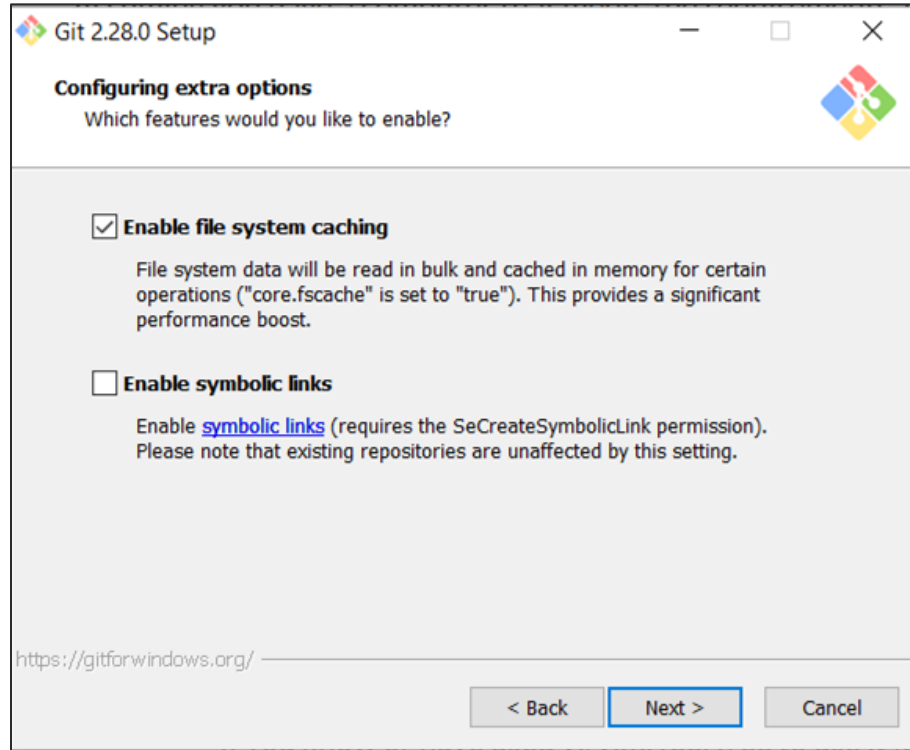 Git 2.28.0 Setup
Configuring extra options
Which features would you like to enable?
Enable file system caching
File system data will be read in bulk and cached in memory for certain
operations ("core.fscache" is set to "true"). This provides a significant
performance boost.
Enable symbolic links
Enable symbolic links (requires the SeCreateSymbolicLink permission).
Please note that existing repositories are unaffected by this setting.
https://gitforwindows.org/
< Back Next > Cancel